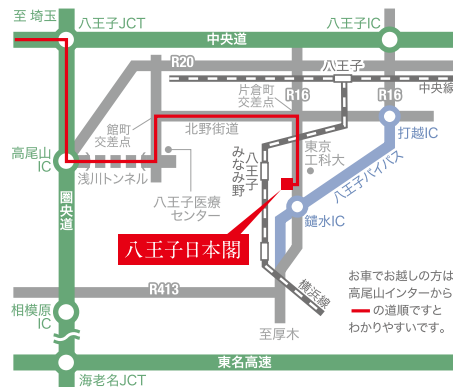 至 埼玉
八王子JCT
八王子IC
中央道
R20
八王子
中央線
片倉町
交差点
R16
R16
館町
交差点
北野街道
打越IC
高尾山
IC
浅川トンネル
みなみ野
八王子
東京
工科大
八王子バイパス
圏央道
八王子医療
センター
鑓水IC
八王子日本閣
お車でお越しの方は
高尾山インターから
の道順ですと
わかりやすいです。
R413
横浜線
相模原
IC
至厚木
東名高速
海老名JCT